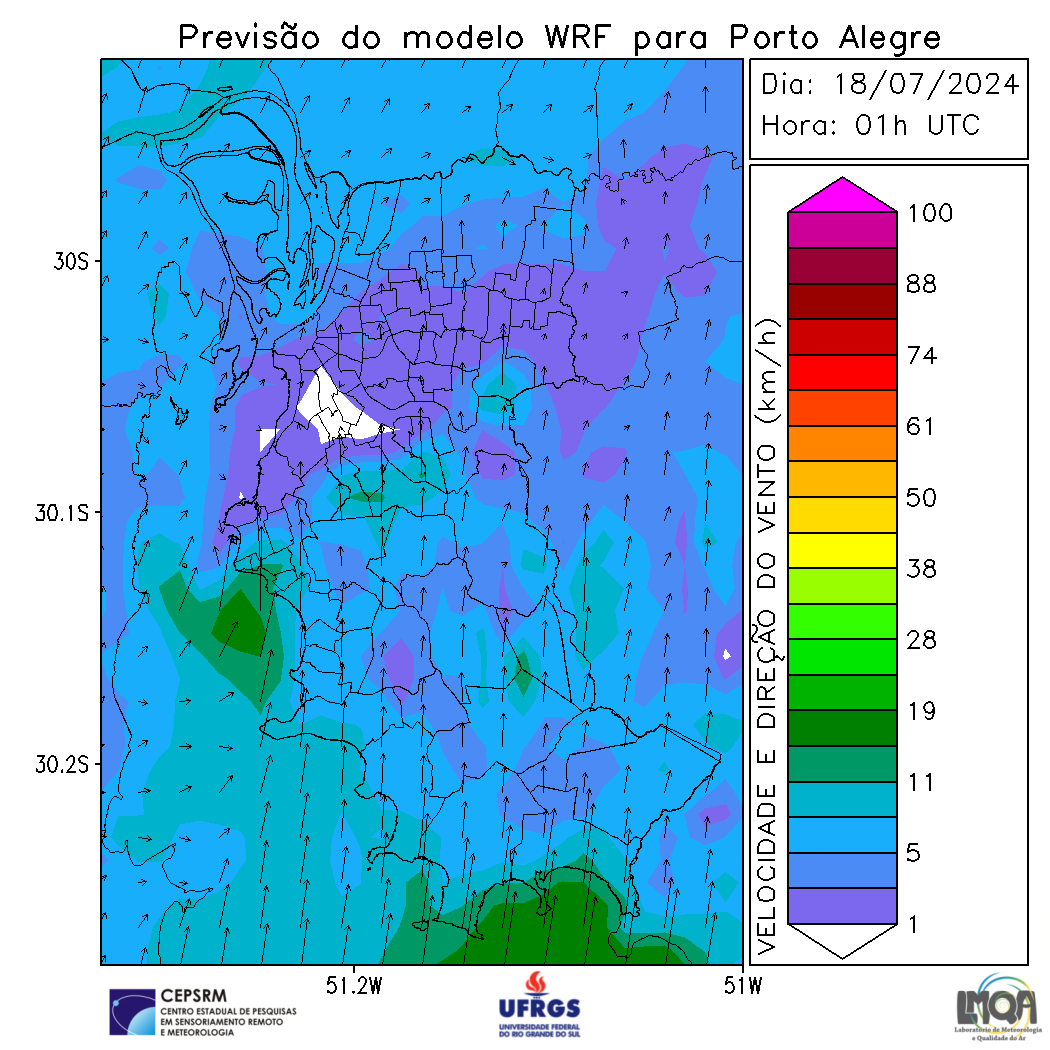 Previsão do modelo WRF para Porto Alegre
Dia: 18/07/2024
Hora: 01h UTC
30S
30.1S
30.2S
51.2W
51W
VELOCIDADE E DIREÇÃO DO VENTO (km/h)
100
88
74
61
50
38
28
19
11
5
1
CEPSRM
CENTRO ESTADUAL DE PESQUISAS
EM SENSORIAMENTO REMOTO
E METEOROLOGIA
UFRGS
UNIVERSIDADE FEDERAL
DO RIO GRANDE DO SUL
LMQA
Laboratório de Meteorologia
e Qualidade do Ar